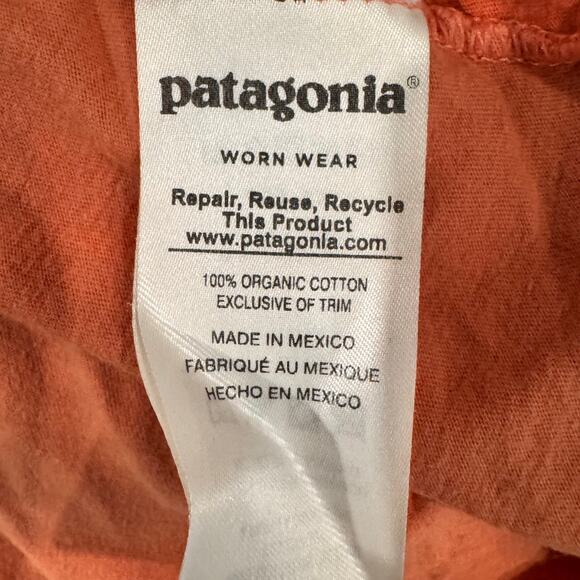 patagonia®
WORN WEAR
Repair, Reuse, Recycle
This Product
www.patagonia.com
100% ORGANIC COTTON
EXCLUSIVE OF TRIM
MADE IN MEXICO
FABRIQUÉ AU MEXIQUE
HECHO EN MEXICO